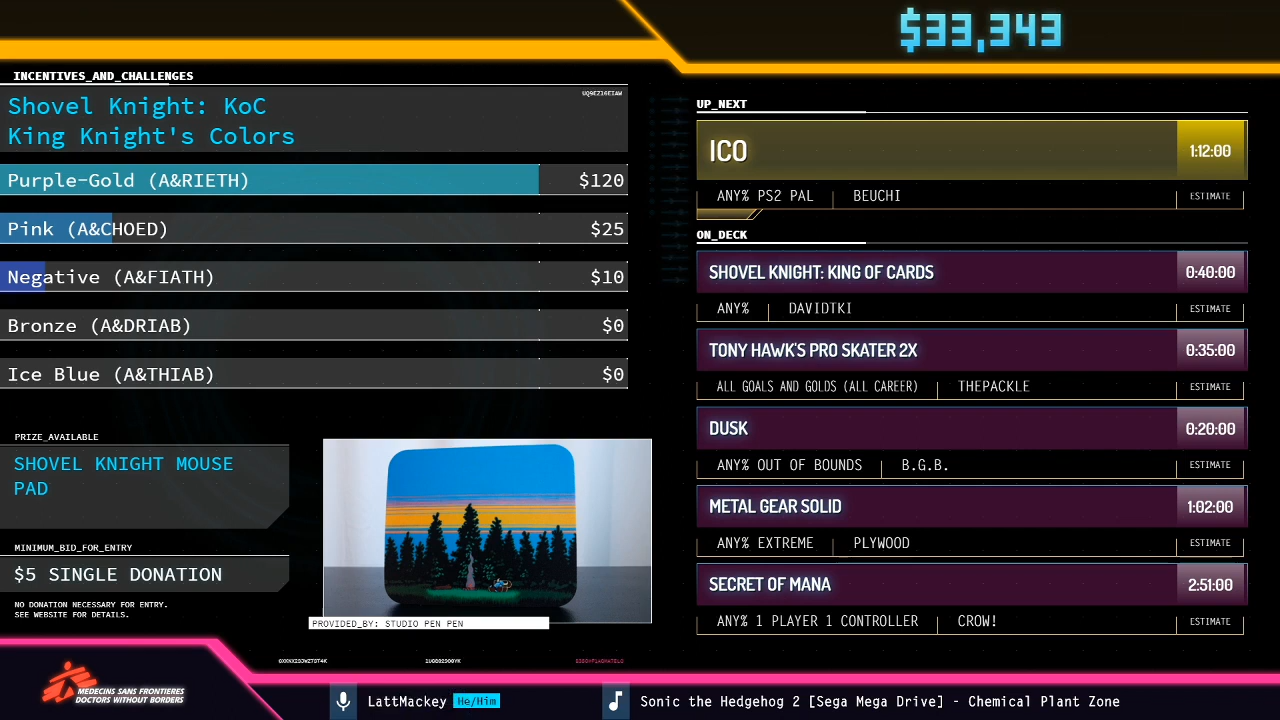 $33,343
INCENTIVES_AND_CHALLENGES
Shovel Knight: KoC
King Knight's Colors
Purple-Gold (A&RIETH)
$120
Pink (A&CHOED)
$25
Negative (A&FIATH)
$10
Bronze (A&DRIAB)
$0
Ice Blue (A&THIAB)
$0
PRIZE_AVAILABLE
SHOVEL KNIGHT MOUSE
PAD
MINIMUM_BID_FOR_ENTRY
$5 SINGLE DONATION
NO DONATION NECESSARY FOR ENTRY.
SEE WEBSITE FOR DETAILS.
PROVIDED_BY: STUDIO PEN PEN
UP_NEXT
ICO
1:12:00
ANY% PS2 PAL
BEUCHI
ESTIMATE
ON_DECK
SHOVEL KNIGHT: KING OF CARDS
0:40:00
ANY%
DAVIDTKI
ESTIMATE
TONY HAWK'S PRO SKATER 2X
0:35:00
ALL GOALS AND GOLDS (ALL CAREER)
THEPACKLE
ESTIMATE
DUSK
0:20:00
ANY% OUT OF BOUNDS
B.G.B.
ESTIMATE
METAL GEAR SOLID
1:02:00
ANY% EXTREME
PLYWOOD
ESTIMATE
SECRET OF MANA
2:51:00
ANY% 1 PLAYER 1 CONTROLLER
CROW!
ESTIMATE
MEDECINS SANS FRONTIERES
DOCTORS WITHOUT BORDERS
LattMackey He/Him
Sonic the Hedgehog 2 [Sega Mega Drive] - Chemical Plant Zone